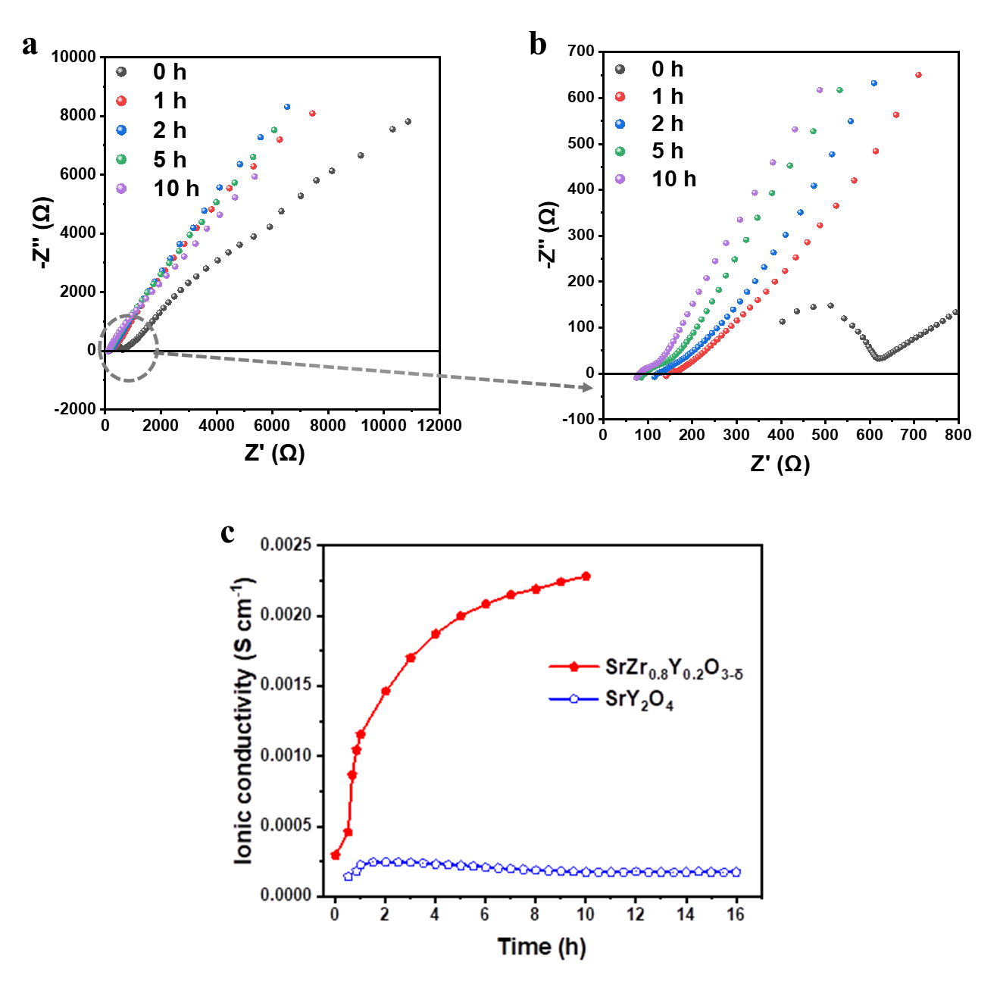 a
10000
8000
6000
4000
2000
0
-2000
0 2000 4000 6000 8000 10000 12000
-Z'' (Ω)
Z' (Ω)
0 h
1 h
2 h
5 h
10 h
b
700
600
500
400
300
200
100
0
-100
0 100 200 300 400 500 600 700 800
-Z'' (Ω)
Z' (Ω)
0 h
1 h
2 h
5 h
10 h
c
0.0025
0.0020
0.0015
0.0010
0.0005
0.0000
0 2 4 6 8 10 12 14 16
Ionic conductivity (S cm⁻¹)
Time (h)
SrZr₀.₈Y₀.₂O₃₋δ
SrY₂O₄